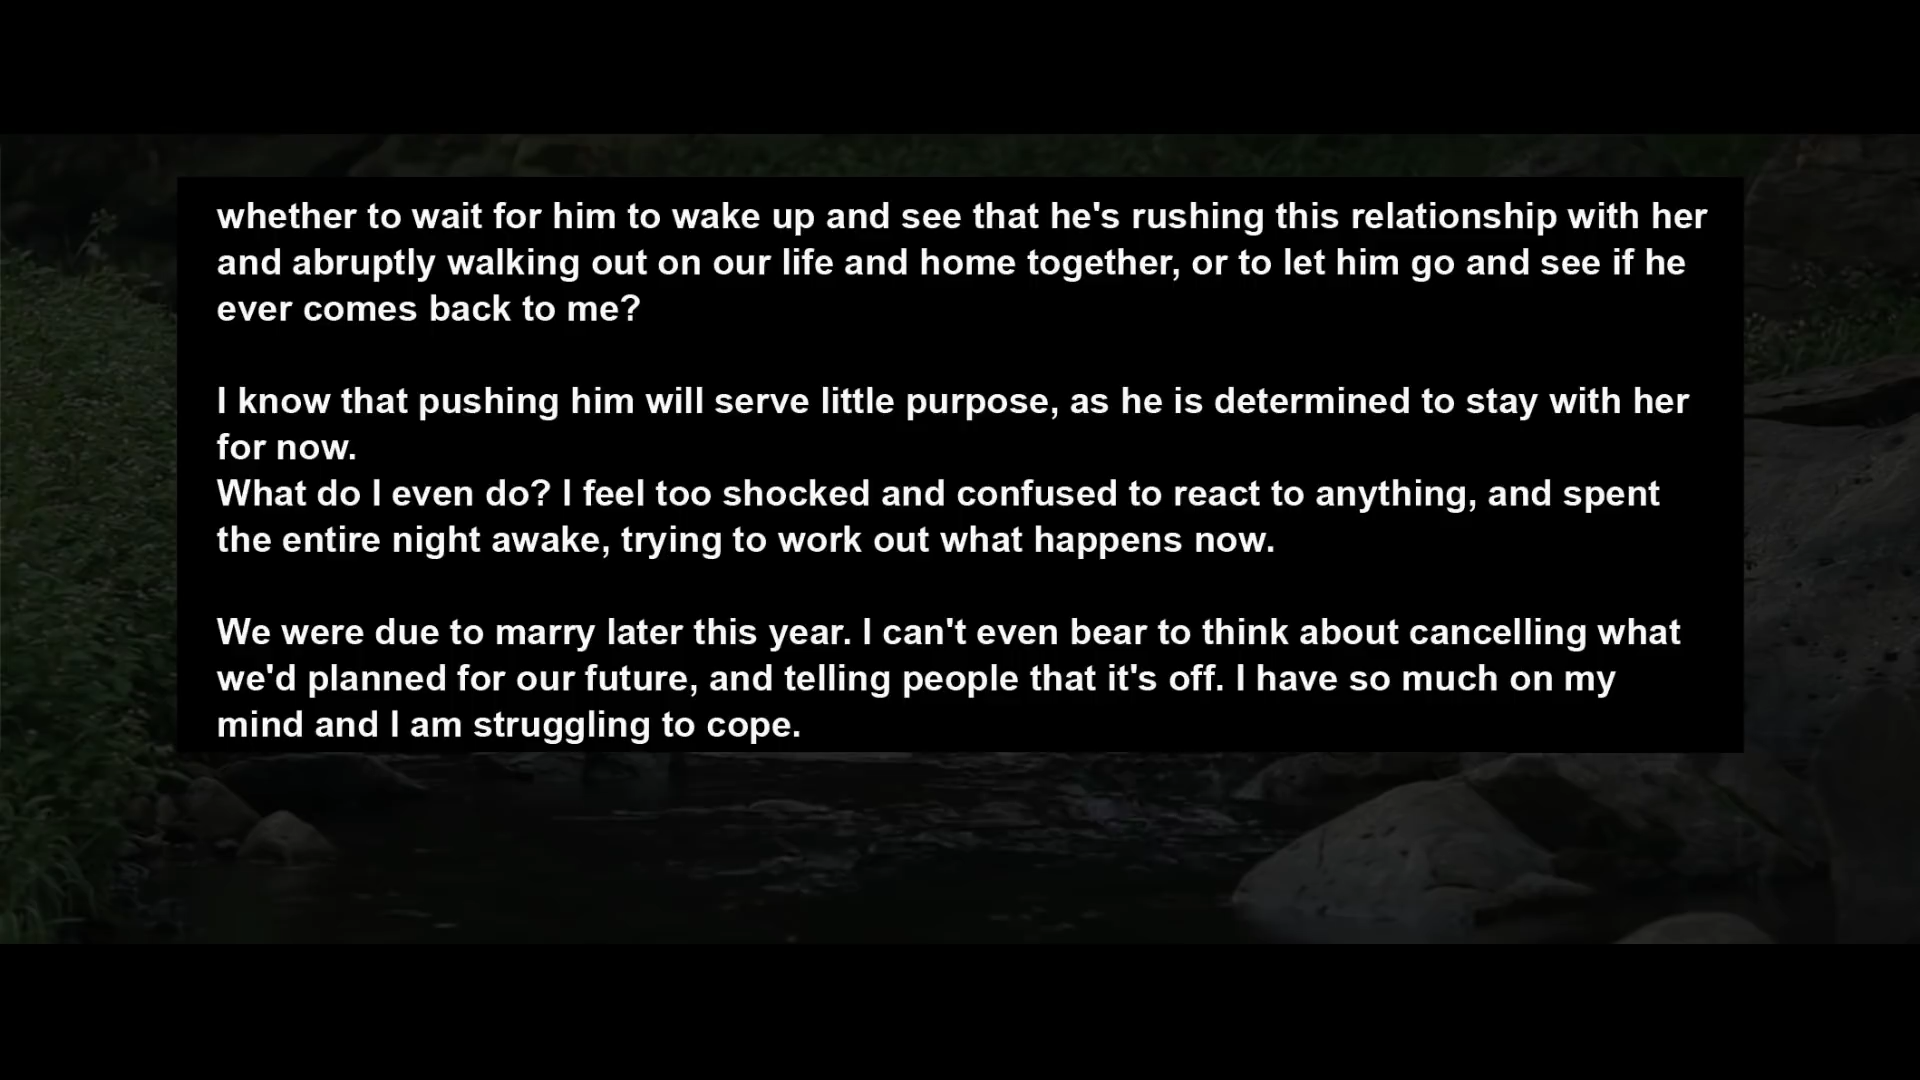 whether to wait for him to wake up and see that he's rushing this relationship with her
and abruptly walking out on our life and home together, or to let him go and see if he
ever comes back to me?
I know that pushing him will serve little purpose, as he is determined to stay with her
for now.
What do I even do? I feel too shocked and confused to react to anything, and spent
the entire night awake, trying to work out what happens now.
We were due to marry later this year. I can't even bear to think about cancelling what
we'd planned for our future, and telling people that it's off. I have so much on my
mind and I am struggling to cope.